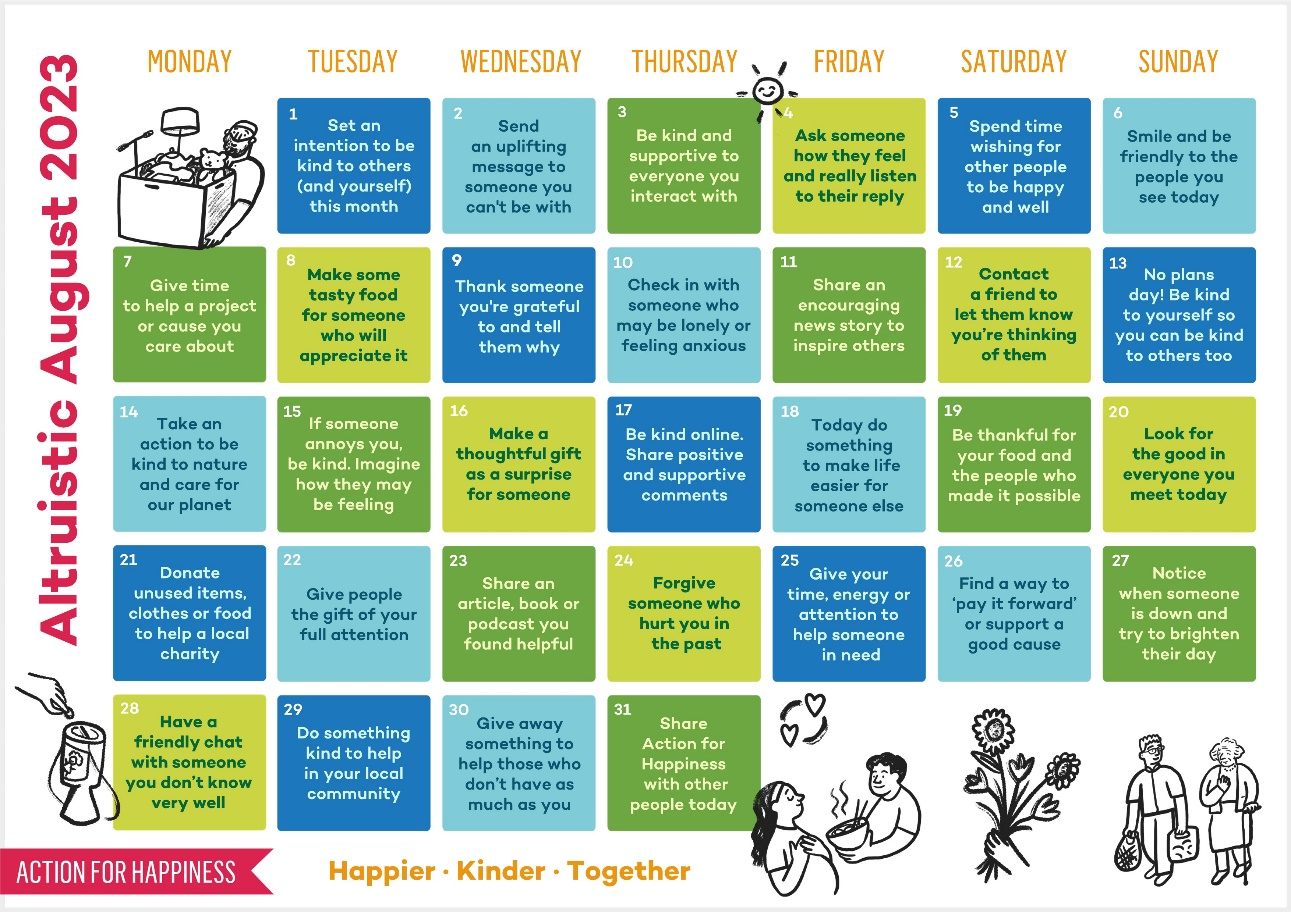 Altruistic August 2023
MONDAY
TUESDAY
WEDNESDAY
THURSDAY
FRIDAY
SATURDAY
SUNDAY
1
Set an
intention to be
kind to others
(and yourself)
this month
2
Send
an uplifting
message to
someone you
can't be with
3
Be kind and
supportive to
everyone you
interact with
4
Ask someone
how they feel
and really listen
to their reply
5
Spend time
wishing for
other people
to be happy
and well
6
Smile and be
friendly to the
people you
see today
7
Give time
to help a project
or cause you
care about
8
Make some
tasty food
for someone
who will
appreciate it
9
Thank someone
you're grateful
to and tell
them why
10
Check in with
someone who
may be lonely or
feeling anxious
11
Share an
encouraging
news story to
inspire others
12
Contact
a friend to
let them know
you’re thinking
of them
13
No plans
day! Be kind
to yourself so
you can be kind
to others too
14
Take an
action to be
kind to nature
and care for
our planet
15
If someone
annoys you,
be kind. Imagine
how they may
be feeling
16
Make a
thoughtful gift
as a surprise
for someone
17
Be kind online.
Share positive
and supportive
comments
18
Today do
something
to make life
easier for
someone else
19
Be thankful for
your food and
the people who
made it possible
20
Look for
the good in
everyone you
meet today
21
Donate
unused items,
clothes or food
to help a local
charity
22
Give people
the gift of your
full attention
23
Share an
article, book or
podcast you
found helpful
24
Forgive
someone who
hurt you in
the past
25
Give your
time, energy or
attention to
help someone
in need
26
Find a way to
‘pay it forward’
or support a
good cause
27
Notice
when someone
is down and
try to brighten
their day
28
Have a
friendly chat
with someone
you don’t know
very well
29
Do something
kind to help
in your local
community
30
Give away
something to
help those who
don’t have as
much as you
31
Share
Action for
Happiness
with other
people today
ACTION FOR HAPPINESS
Happier · Kinder · Together